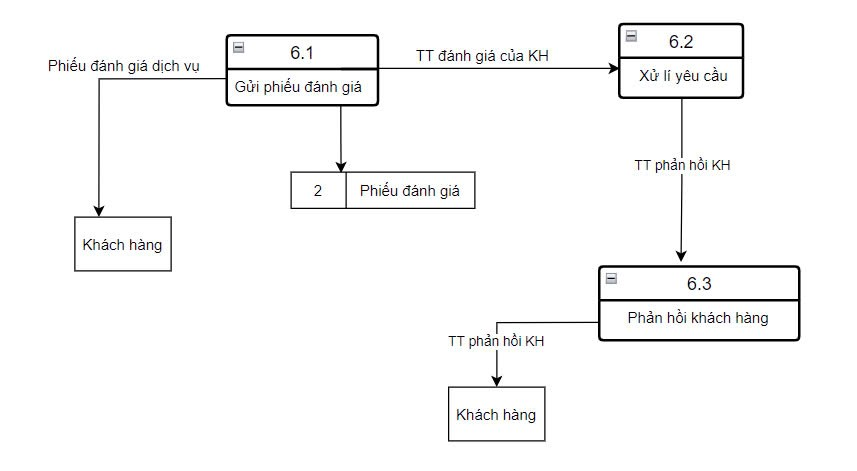 6.1
Gửi phiếu đánh giá
Phiếu đánh giá dịch vụ
TT đánh giá của KH
6.2
Xử lí yêu cầu
2
Phiếu đánh giá
Khách hàng
TT phản hồi KH
6.3
Phản hồi khách hàng
TT phản hồi KH
Khách hàng